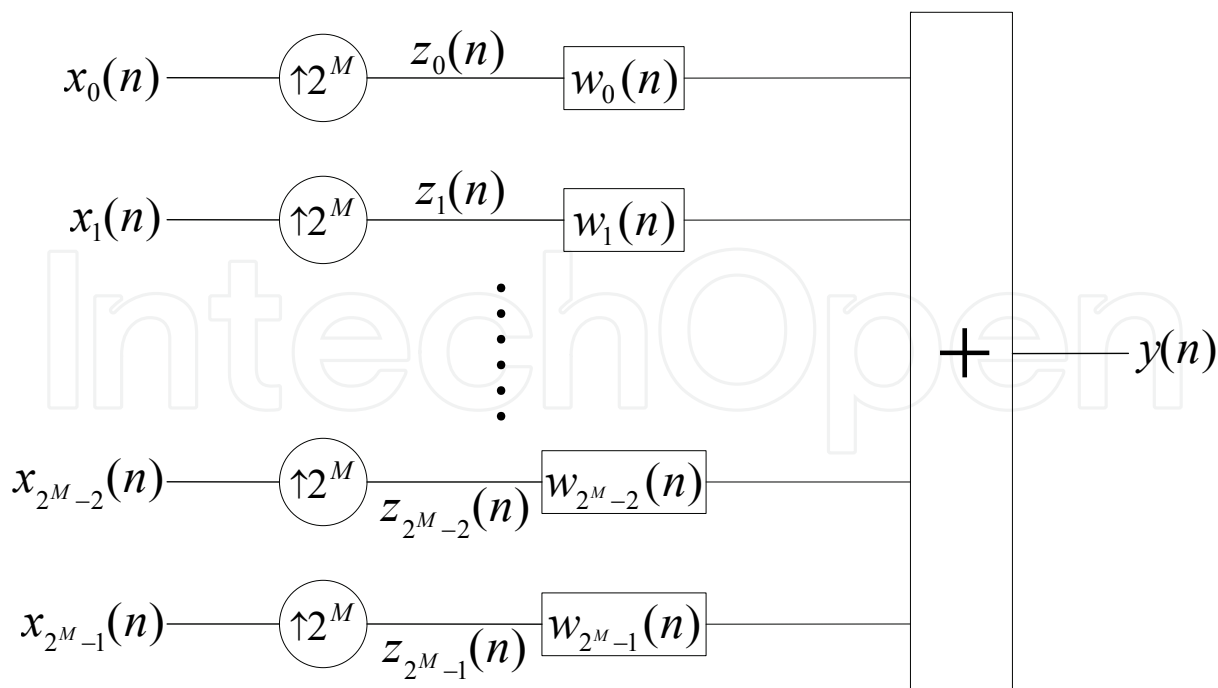 x_0(n) ↑2^M z_0(n) w_0(n)
x_1(n) ↑2^M z_1(n) w_1(n)
IntechOpen
+ y(n)
x_{2^M-2}(n) ↑2^M z_{2^M-2}(n) w_{2^M-2}(n)
x_{2^M-1}(n) ↑2^M z_{2^M-1}(n) w_{2^M-1}(n)